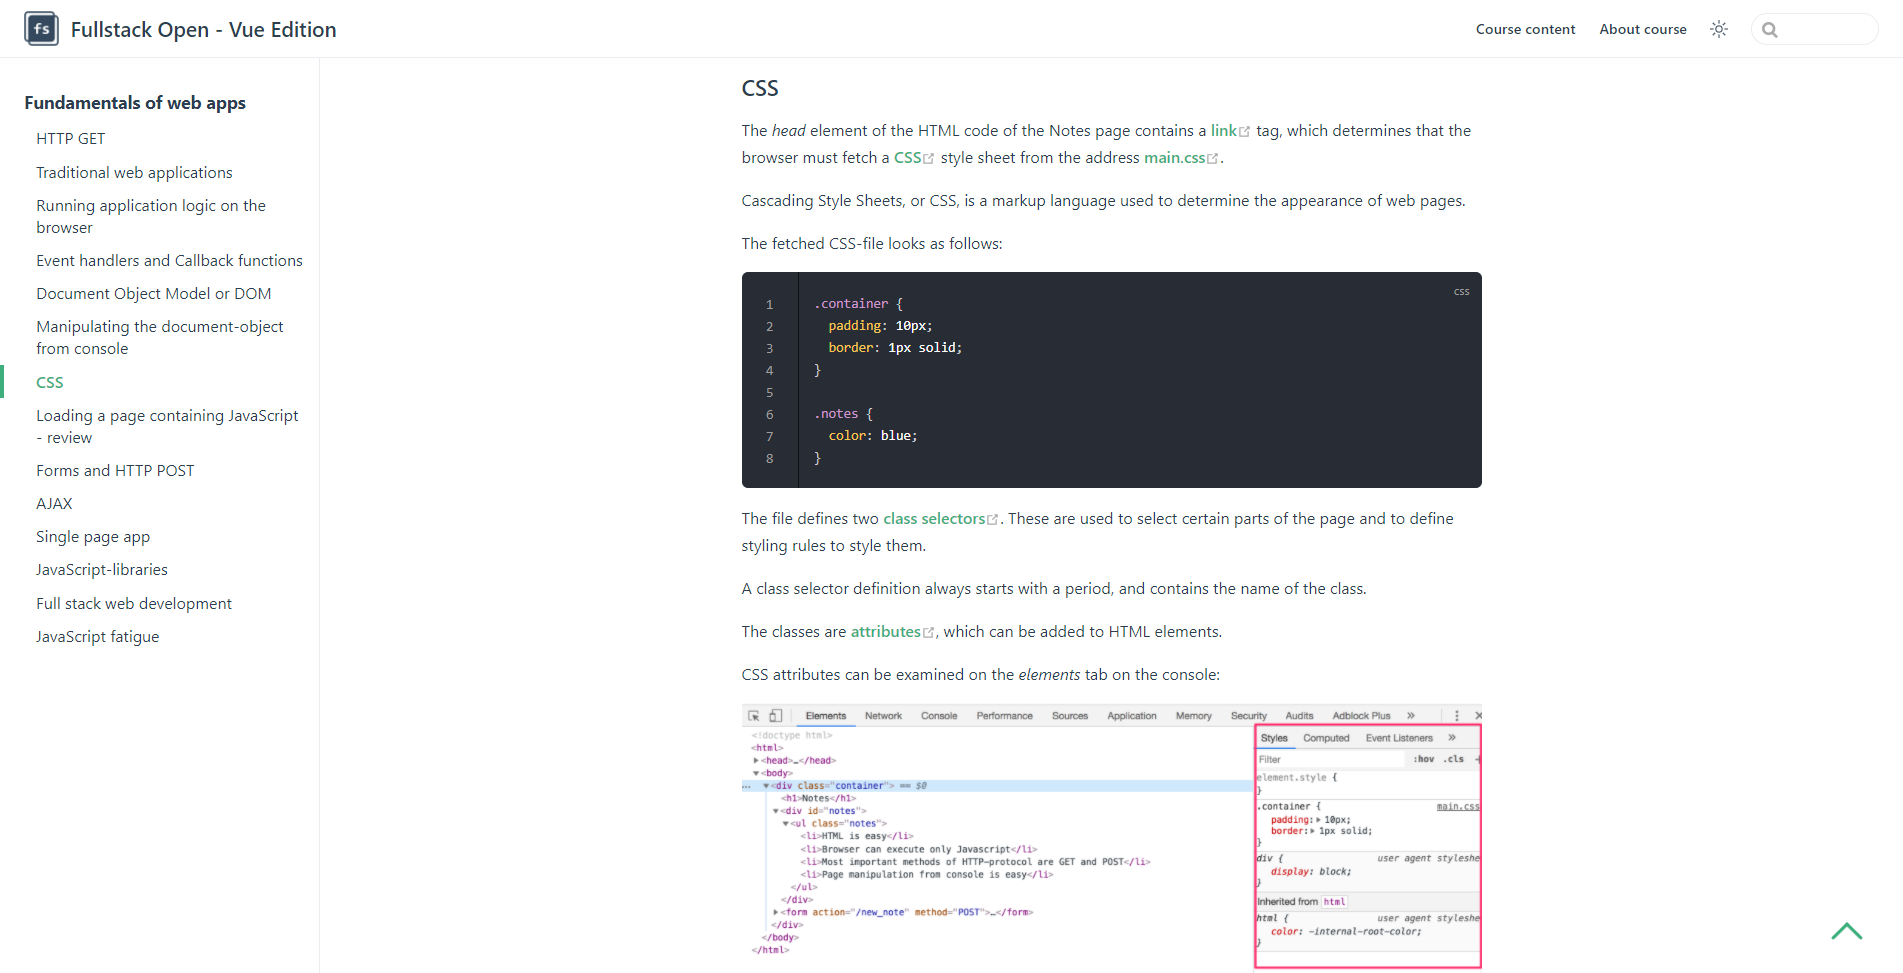 fs Fullstack Open - Vue Edition
Course content About course
Fundamentals of web apps
HTTP GET
Traditional web applications
Running application logic on the
browser
Event handlers and Callback functions
Document Object Model or DOM
Manipulating the document-object
from console
CSS
Loading a page containing JavaScript
- review
Forms and HTTP POST
AJAX
Single page app
JavaScript-libraries
Full stack web development
JavaScript fatigue
CSS
The head element of the HTML code of the Notes page contains a link tag, which determines that the
browser must fetch a CSS style sheet from the address main.css.
Cascading Style Sheets, or CSS, is a markup language used to determine the appearance of web pages.
The fetched CSS-file looks as follows:
css
1 .container {
2 padding: 10px;
3 border: 1px solid;
4 }
5
6 .notes {
7 color: blue;
8 }
The file defines two class selectors. These are used to select certain parts of the page and to define
styling rules to style them.
A class selector definition always starts with a period, and contains the name of the class.
The classes are attributes, which can be added to HTML elements.
CSS attributes can be examined on the elements tab on the console:
Elements Network Console Performance Sources Application Memory Security Audits Adblock Plus »
<!doctype html>
<html>
▶<head>…</head>
▼<body>
… ▼<div class="container"> == $0
<h1>Notes</h1>
▼<div id="notes">
▼<ul class="notes">
<li>HTML is easy</li>
<li>Browser can execute only Javascript</li>
<li>Most important methods of HTTP-protocol are GET and POST</li>
<li>Page manipulation from console is easy</li>
</ul>
</div>
▶<form action="/new_note" method="POST">…</form>
</div>
</body>
</html>
Styles Computed Event Listeners »
Filter :hov .cls +
element.style {
}
.container { main.css
padding:▶ 10px;
border:▶ 1px solid;
}
div { user agent styleshe
display: block;
}
Inherited from html
html { user agent styleshe
color: -internal-root-color;
}